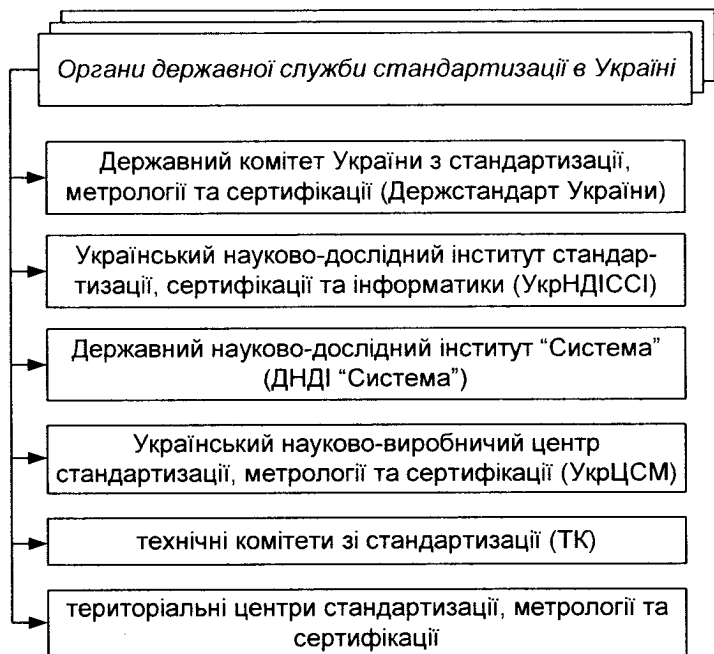 Органи державної служби стандартизації в Україні
Державний комітет України з стандартизації,
метрології та сертифікації (Держстандарт України)
Український науково-дослідний інститут стандар-
тизації, сертифікації та інформатики (УкрНДІССІ)
Державний науково-дослідний інститут “Система”
(ДНДІ “Система”)
Український науково-виробничий центр
стандартизації, метрології та сертифікації (УкрЦСМ)
технічні комітети зі стандартизації (ТК)
територіальні центри стандартизації, метрології та
сертифікації